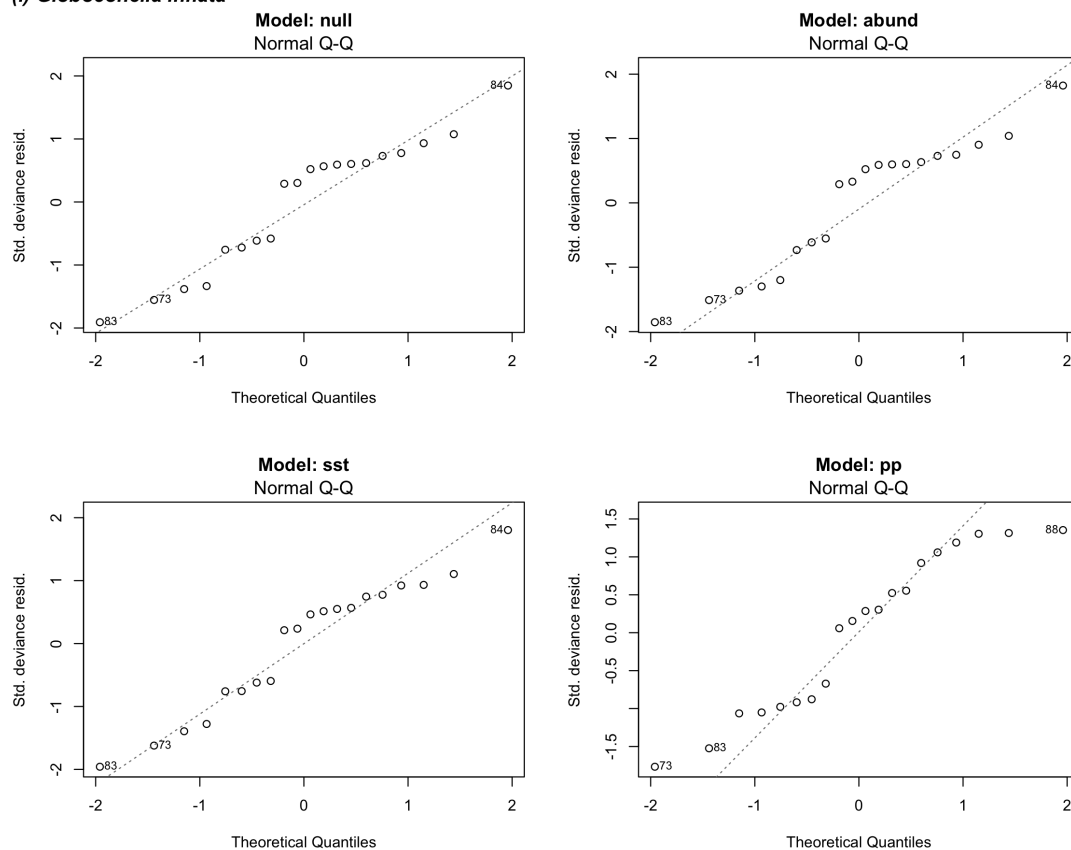 (i) Globoconella inflata
Model: null
Normal Q-Q
Std. deviance resid.
2
1
0
-1
-2
84
73
83
-2 -1 0 1 2
Theoretical Quantiles
Model: abund
Normal Q-Q
Std. deviance resid.
2
1
0
-1
-2
84
73
83
-2 -1 0 1 2
Theoretical Quantiles
Model: sst
Normal Q-Q
Std. deviance resid.
2
1
0
-1
-2
84
73
83
-2 -1 0 1 2
Theoretical Quantiles
Model: pp
Normal Q-Q
Std. deviance resid.
1.5
1.0
0.5
0.0
-0.5
-1.5
88
83
73
-2 -1 0 1 2
Theoretical Quantiles